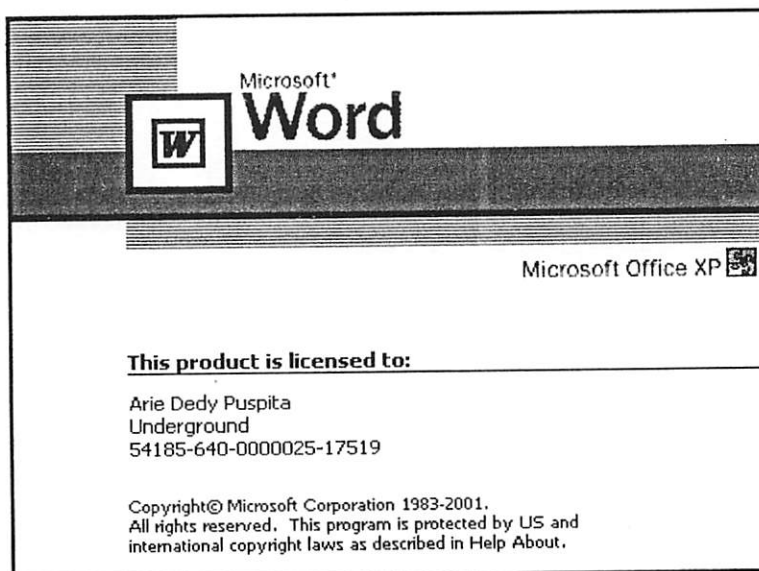 Microsoft®
Word
W
Microsoft Office XP
This product is licensed to:
Arie Dedy Puspita
Underground
54185-640-0000025-17519
Copyright© Microsoft Corporation 1983-2001.
All rights reserved. This program is protected by US and
international copyright laws as described in Help About.